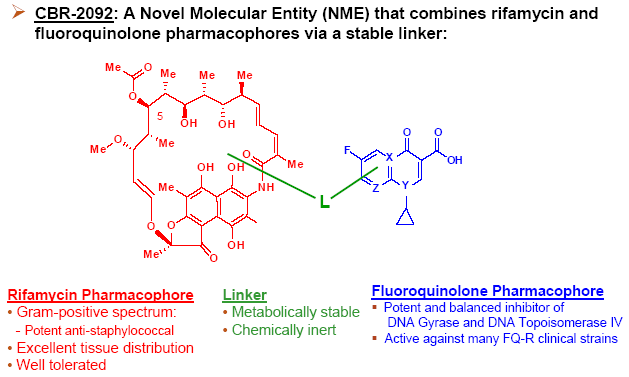 ➢ CBR-2092: A Novel Molecular Entity (NME) that combines rifamycin and
fluoroquinolone pharmacophores via a stable linker:
Me O
O Me Me Me
5
OH OH
O Me
Me
O
Me
OH OH O NH
Me
O O
Me O OH
L
F X O O
OH
Z Y
Rifamycin Pharmacophore
• Gram-positive spectrum:
- Potent anti-staphylococcal
• Excellent tissue distribution
• Well tolerated
Linker
• Metabolically stable
• Chemically inert
Fluoroquinolone Pharmacophore
▪ Potent and balanced inhibitor of
DNA Gyrase and DNA Topoisomerase IV
▪ Active against many FQ-R clinical strains